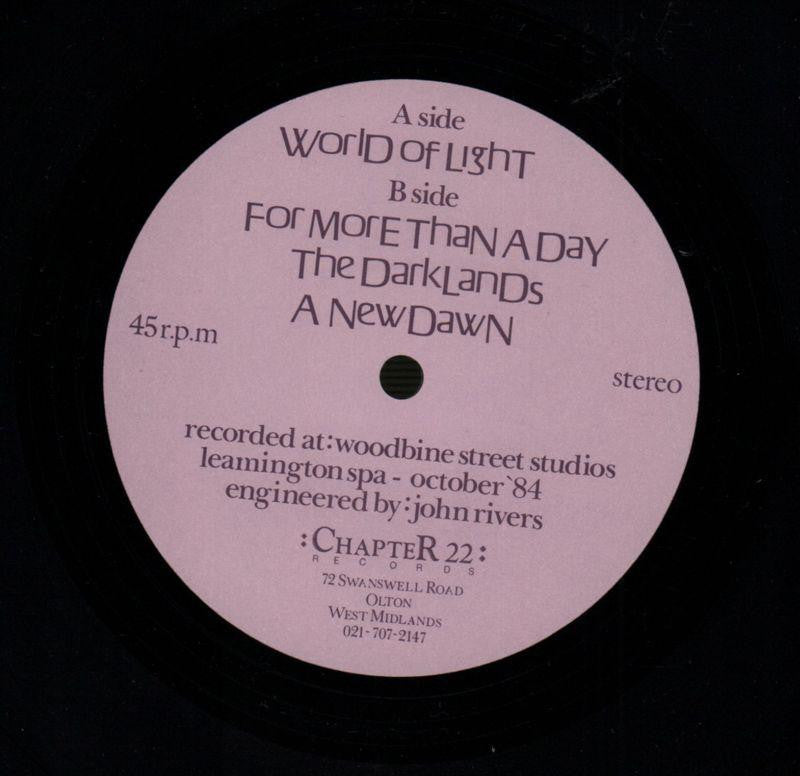 A side
World of Light
B side
For More Than A Day
The Darklands
A New Dawn
45 r.p.m
stereo
recorded at:woodbine street studios
leamington spa - october `84
engineered by:john rivers
:CHAPTER 22:
RECORDS
72 SWANSWELL ROAD
OLTON
WEST MIDLANDS
021-707-2147